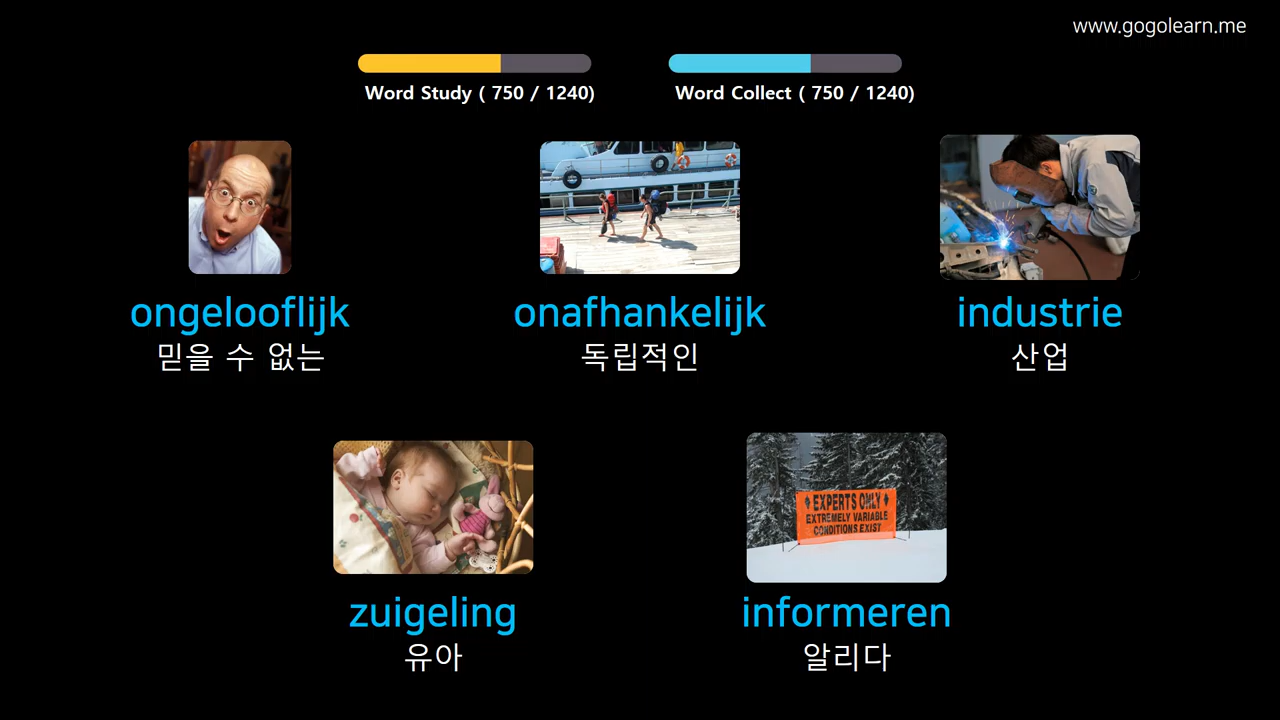 www.gogolearn.me
Word Study ( 750 / 1240)
Word Collect ( 750 / 1240)
ongelooflijk
믿을 수 없는
onafhankelijk
독립적인
industrie
산업
EXPERTS ONLY
EXTREMELY VARIABLE
CONDITIONS EXIST
zuigeling
유아
informeren
알리다